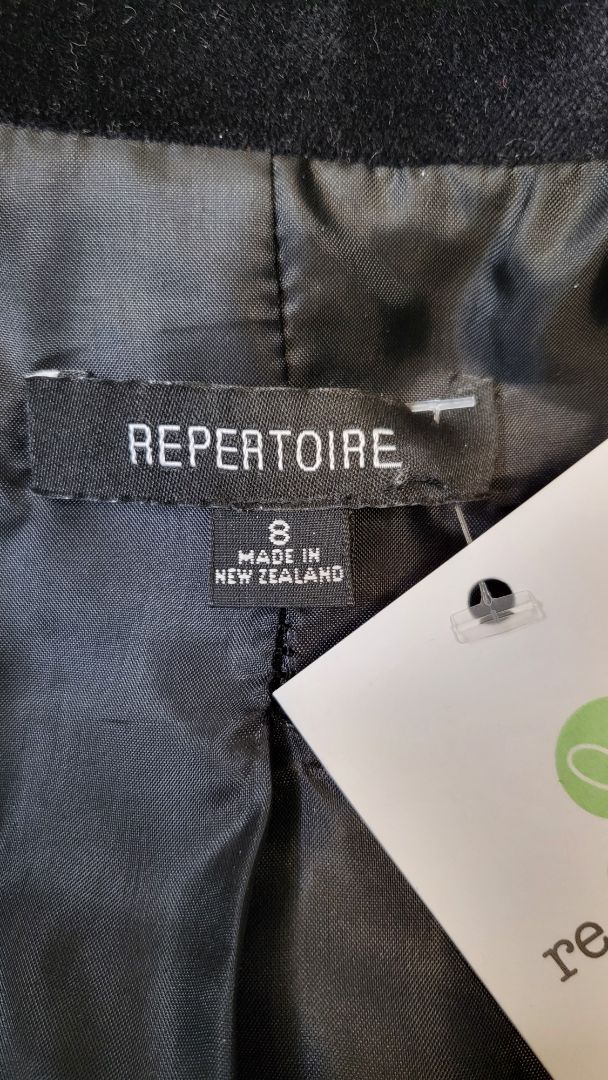 REPERTOIRE
8
MADE IN
NEW ZEALAND
re